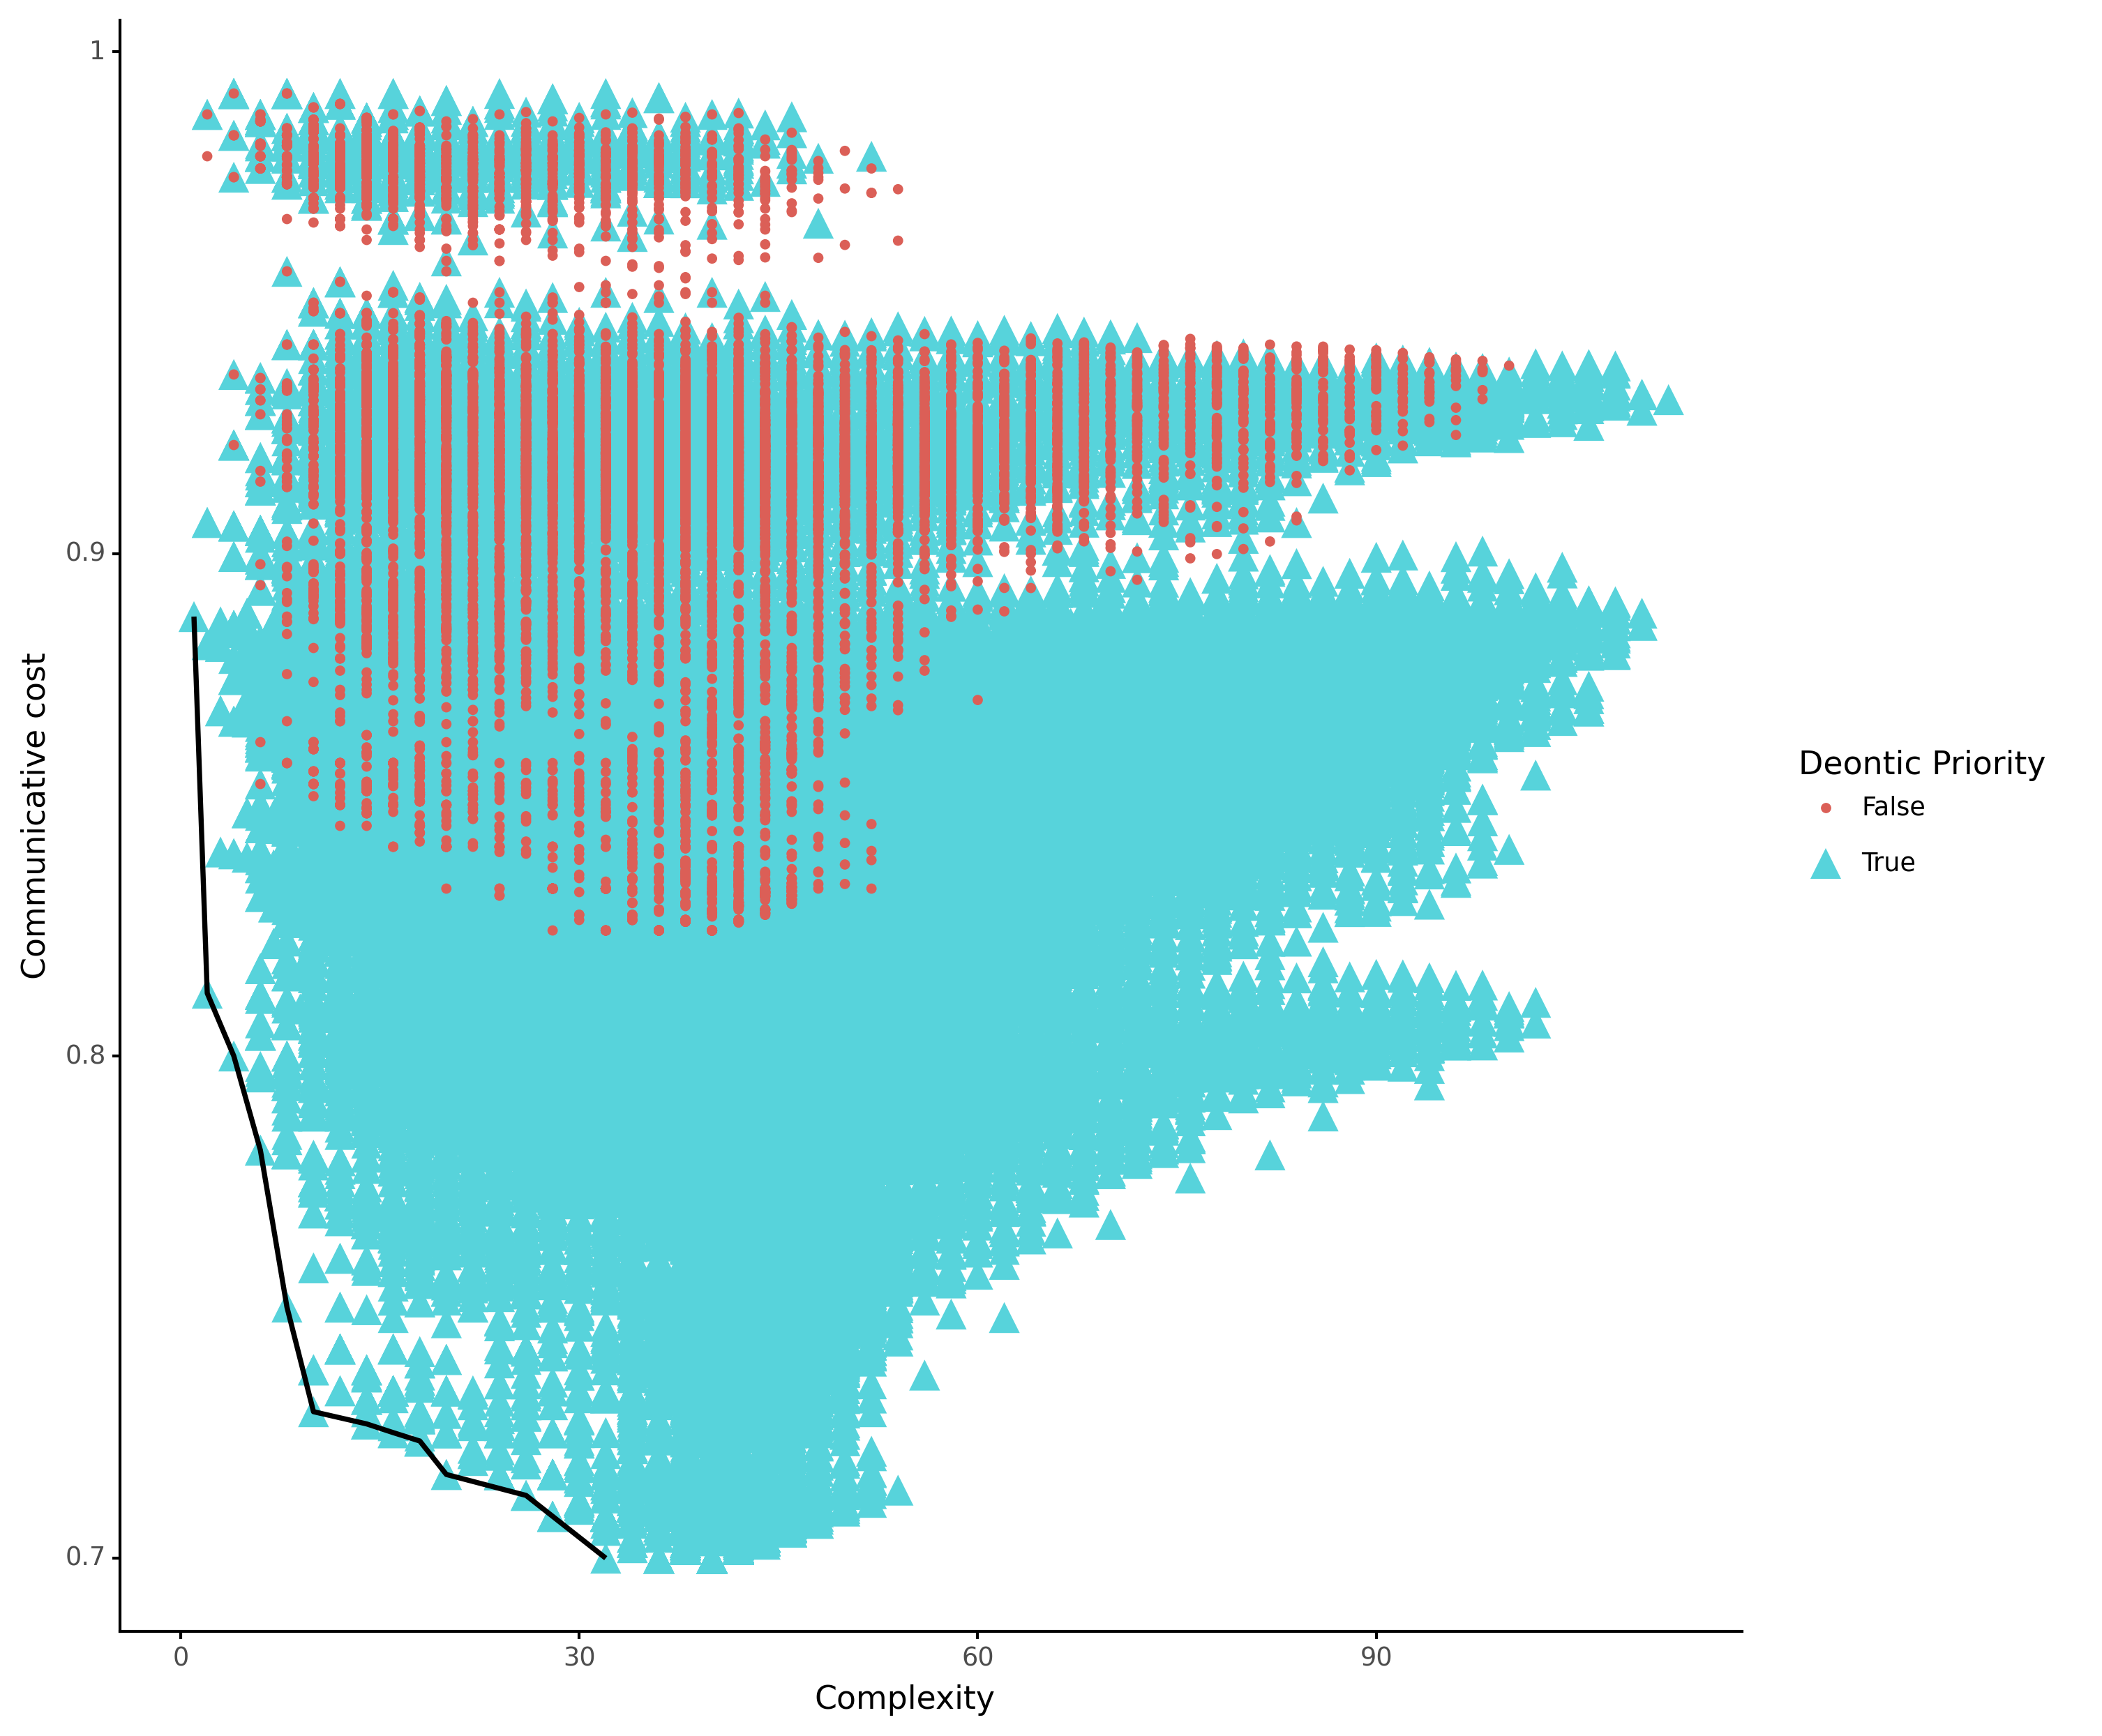 1
0.9
0.8
0.7
Communicative cost
0
30
60
90
Complexity
Deontic Priority
False
True